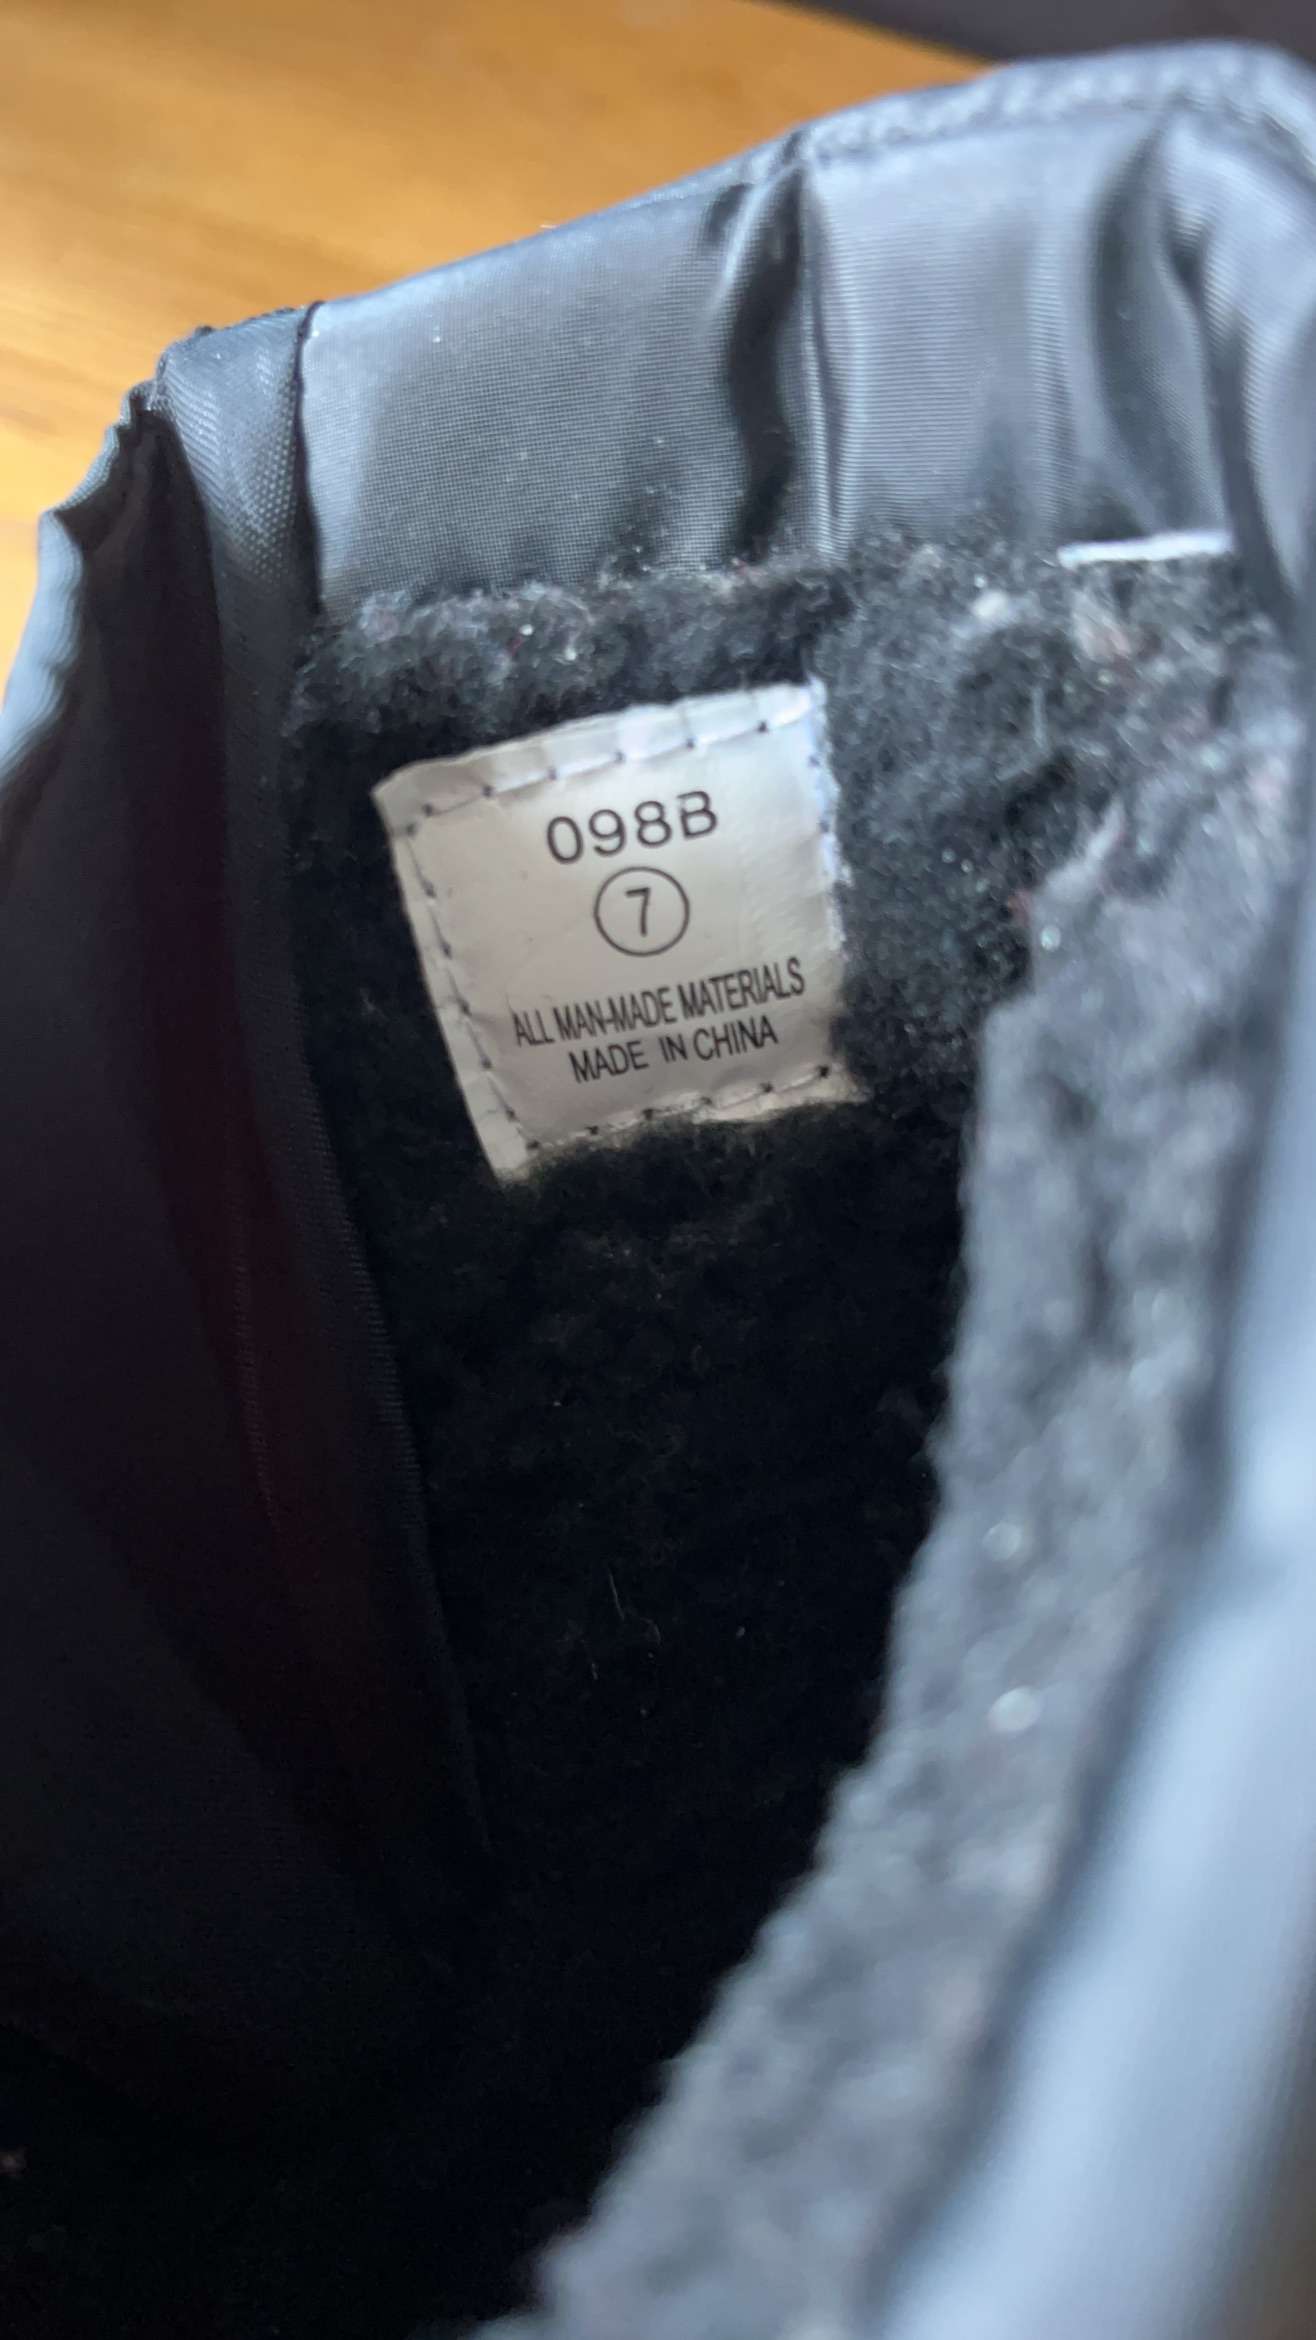 098B
7
ALL MAN-MADE MATERIALS
MADE IN CHINA